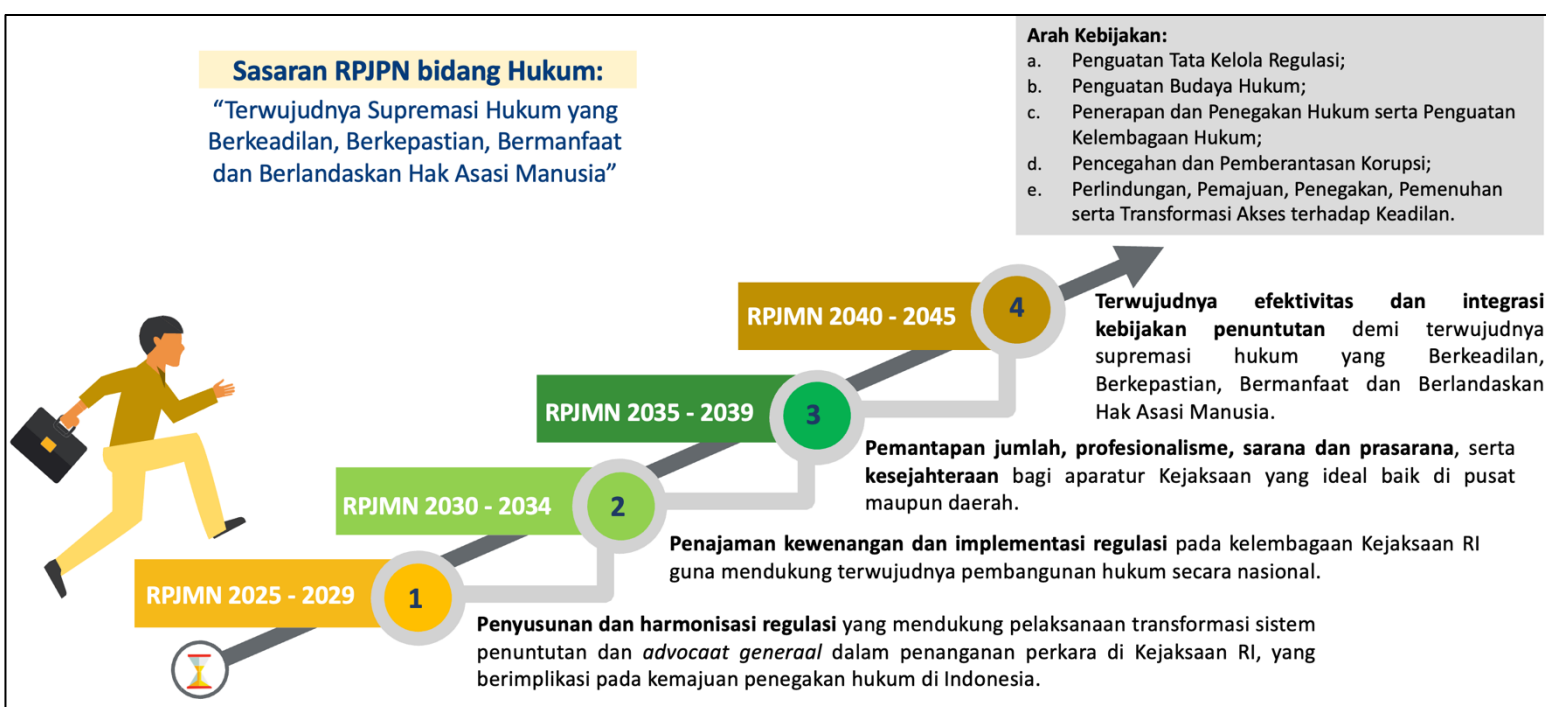 Sasaran RPJPN bidang Hukum:
“Terwujudnya Supremasi Hukum yang
Berkeadilan, Berkepastian, Bermanfaat
dan Berlandaskan Hak Asasi Manusia”
Arah Kebijakan:
a. Penguatan Tata Kelola Regulasi;
b. Penguatan Budaya Hukum;
c. Penerapan dan Penegakan Hukum serta Penguatan
Kelembagaan Hukum;
d. Pencegahan dan Pemberantasan Korupsi;
e. Perlindungan, Pemajuan, Penegakan, Pemenuhan
serta Transformasi Akses terhadap Keadilan.
RPJMN 2040 - 2045
4
Terwujudnya efektivitas dan integrasi
kebijakan penuntutan demi terwujudnya
supremasi hukum yang Berkeadilan,
Berkepastian, Bermanfaat dan Berlandaskan
Hak Asasi Manusia.
RPJMN 2035 - 2039
3
Pemantapan jumlah, profesionalisme, sarana dan prasarana, serta
kesejahteraan bagi aparatur Kejaksaan yang ideal baik di pusat
maupun daerah.
RPJMN 2030 - 2034
2
Penajaman kewenangan dan implementasi regulasi pada kelembagaan Kejaksaan RI
guna mendukung terwujudnya pembangunan hukum secara nasional.
RPJMN 2025 - 2029
1
Penyusunan dan harmonisasi regulasi yang mendukung pelaksanaan transformasi sistem
penuntutan dan advocaat generaal dalam penanganan perkara di Kejaksaan RI, yang
berimplikasi pada kemajuan penegakan hukum di Indonesia.